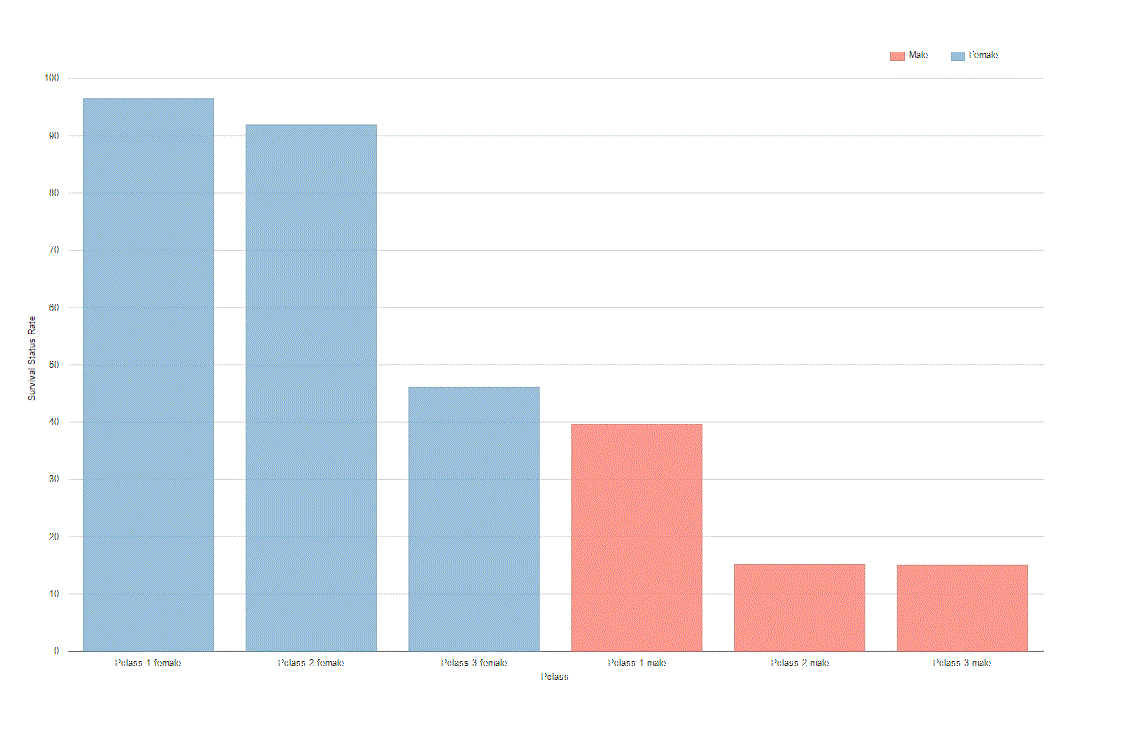 Male Female
100
90
80
70
60
50
40
30
20
10
0
Survival Status Rate
Pclass-1 female Pclass-2 female Pclass-3 female Pclass-1 male Pclass-2 male Pclass-3 male
Pclass